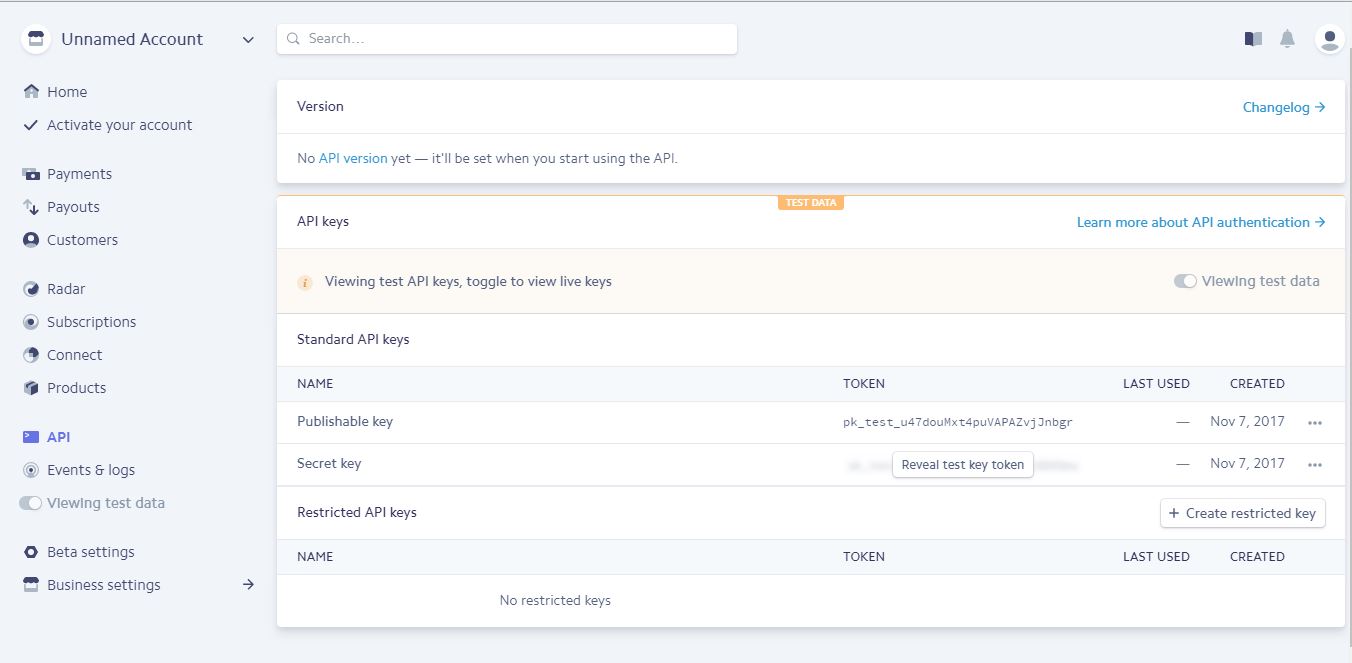 Unnamed Account
Search...
Home
Activate your account
Payments
Payouts
Customers
Radar
Subscriptions
Connect
Products
API
Events & logs
Viewing test data
Beta settings
Business settings
Version
Changelog
No API version yet — it'll be set when you start using the API.
TEST DATA
API keys
Learn more about API authentication
Viewing test API keys, toggle to view live keys
Viewing test data
Standard API keys
NAME TOKEN LAST USED CREATED
Publishable key pk_test_u47douMxt4puVAPAZvjJnbgr — Nov 7, 2017
Secret key Reveal test key token — Nov 7, 2017
Restricted API keys
+ Create restricted key
NAME TOKEN LAST USED CREATED
No restricted keys